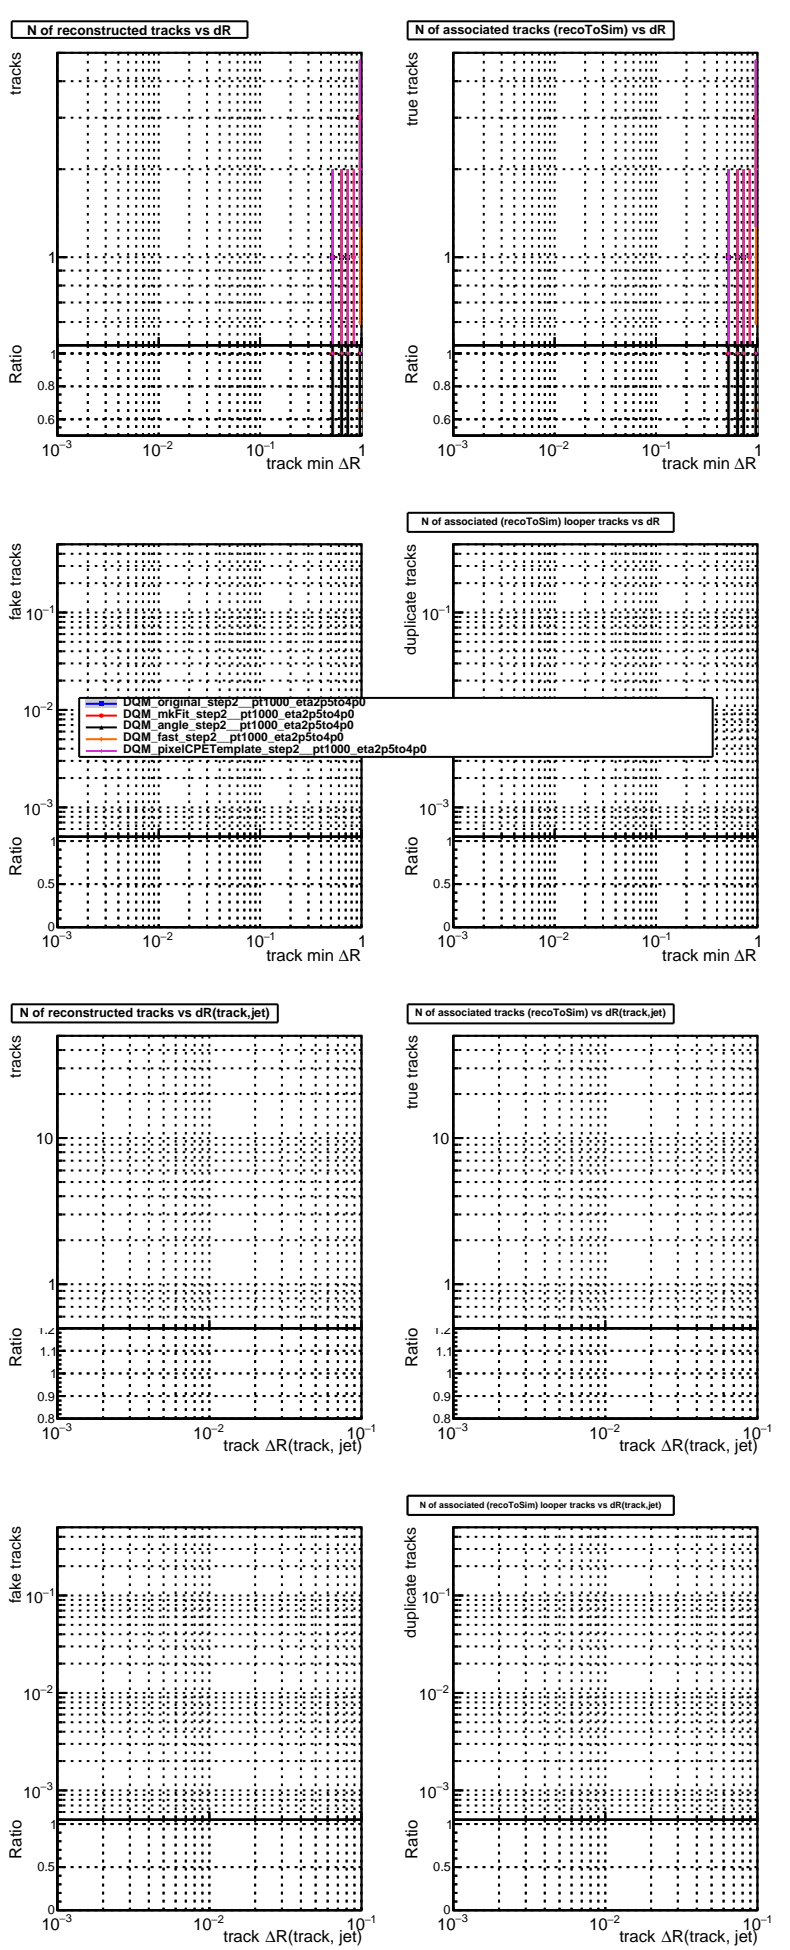 N of reconstructed tracks vs dR
N of associated tracks (recoToSim) vs dR
tracks
1
Ratio
1
0.8
0.6
10⁻³ 10⁻² 10⁻¹ 1
track min ΔR
true tracks
1
Ratio
1
0.8
0.6
10⁻³ 10⁻² 10⁻¹ 1
track min ΔR
N of associated (recoToSim) looper tracks vs dR
fake tracks
10⁻¹
10⁻²
10⁻³
Ratio
1
0.5
0
10⁻³ 10⁻² 10⁻¹ 1
track min ΔR
duplicate tracks
10⁻¹
10⁻³
Ratio
1
0.5
0
10⁻³ 10⁻² 10⁻¹ 1
track min ΔR
DQM_original_step2__pt1000_eta2p5to4p0
DQM_mkFit_step2__pt1000_eta2p5to4p0
DQM_angle_step2__pt1000_eta2p5to4p0
DQM_fast_step2__pt1000_eta2p5to4p0
DQM_pixelCPETemplate_step2__pt1000_eta2p5to4p0
N of reconstructed tracks vs dR(track,jet)
N of associated tracks (recoToSim) vs dR(track,jet)
tracks
10
1
Ratio
1.2
1.1
1
0.9
0.8
10⁻³ 10⁻² 10⁻¹
track ΔR(track, jet)
true tracks
10
1
Ratio
1.2
1.1
1
0.9
0.8
10⁻³ 10⁻² 10⁻¹
track ΔR(track, jet)
N of associated (recoToSim) looper tracks vs dR(track,jet)
fake tracks
10⁻¹
10⁻²
10⁻³
Ratio
1
0.5
0
10⁻³ 10⁻² 10⁻¹
track ΔR(track, jet)
duplicate tracks
10⁻¹
10⁻²
10⁻³
Ratio
1
0.5
0
10⁻³ 10⁻² 10⁻¹
track ΔR(track, jet)